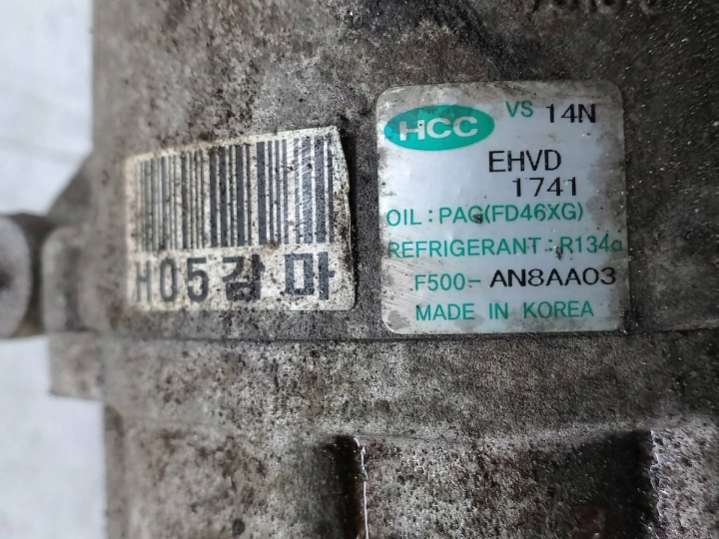 H05감마
HCC VS 14N
EHVD
1741
OIL : PAG(FD46XG)
REFRIGERANT : R134a
F500- AN8AA03
MADE IN KOREA